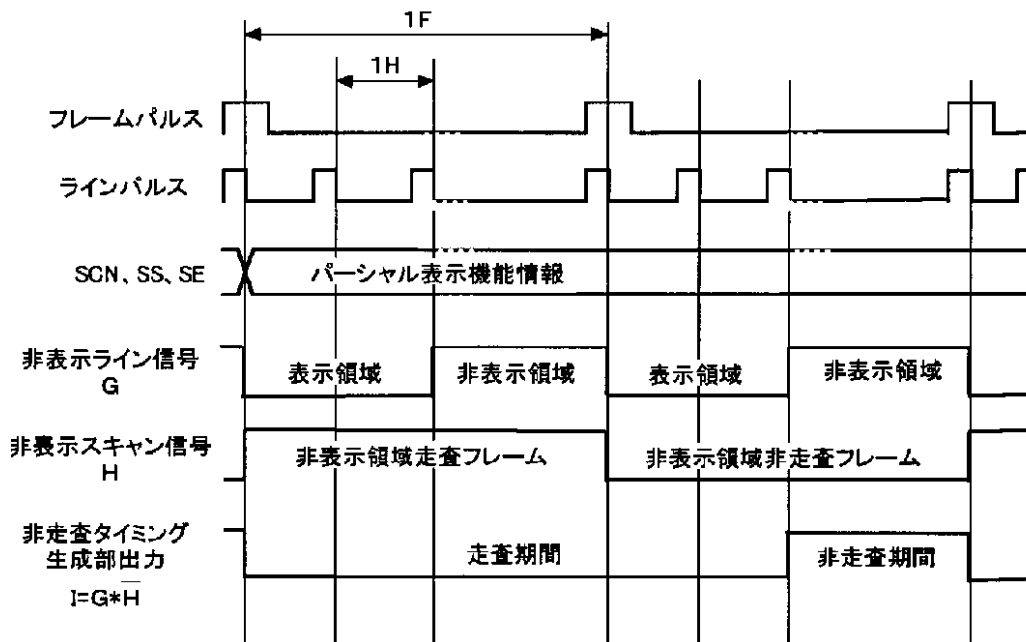 1F
1H
フレームパルス
ラインパルス
SCN、SS、SE
パーシャル表示機能情報
非表示ライン信号
G
表示領域
非表示領域
表示領域
非表示領域
非表示スキャン信号
H
非表示領域走査フレーム
非表示領域非走査フレーム
非走査タイミング
生成部出力
I=G*H̅
走査期間
非走査期間